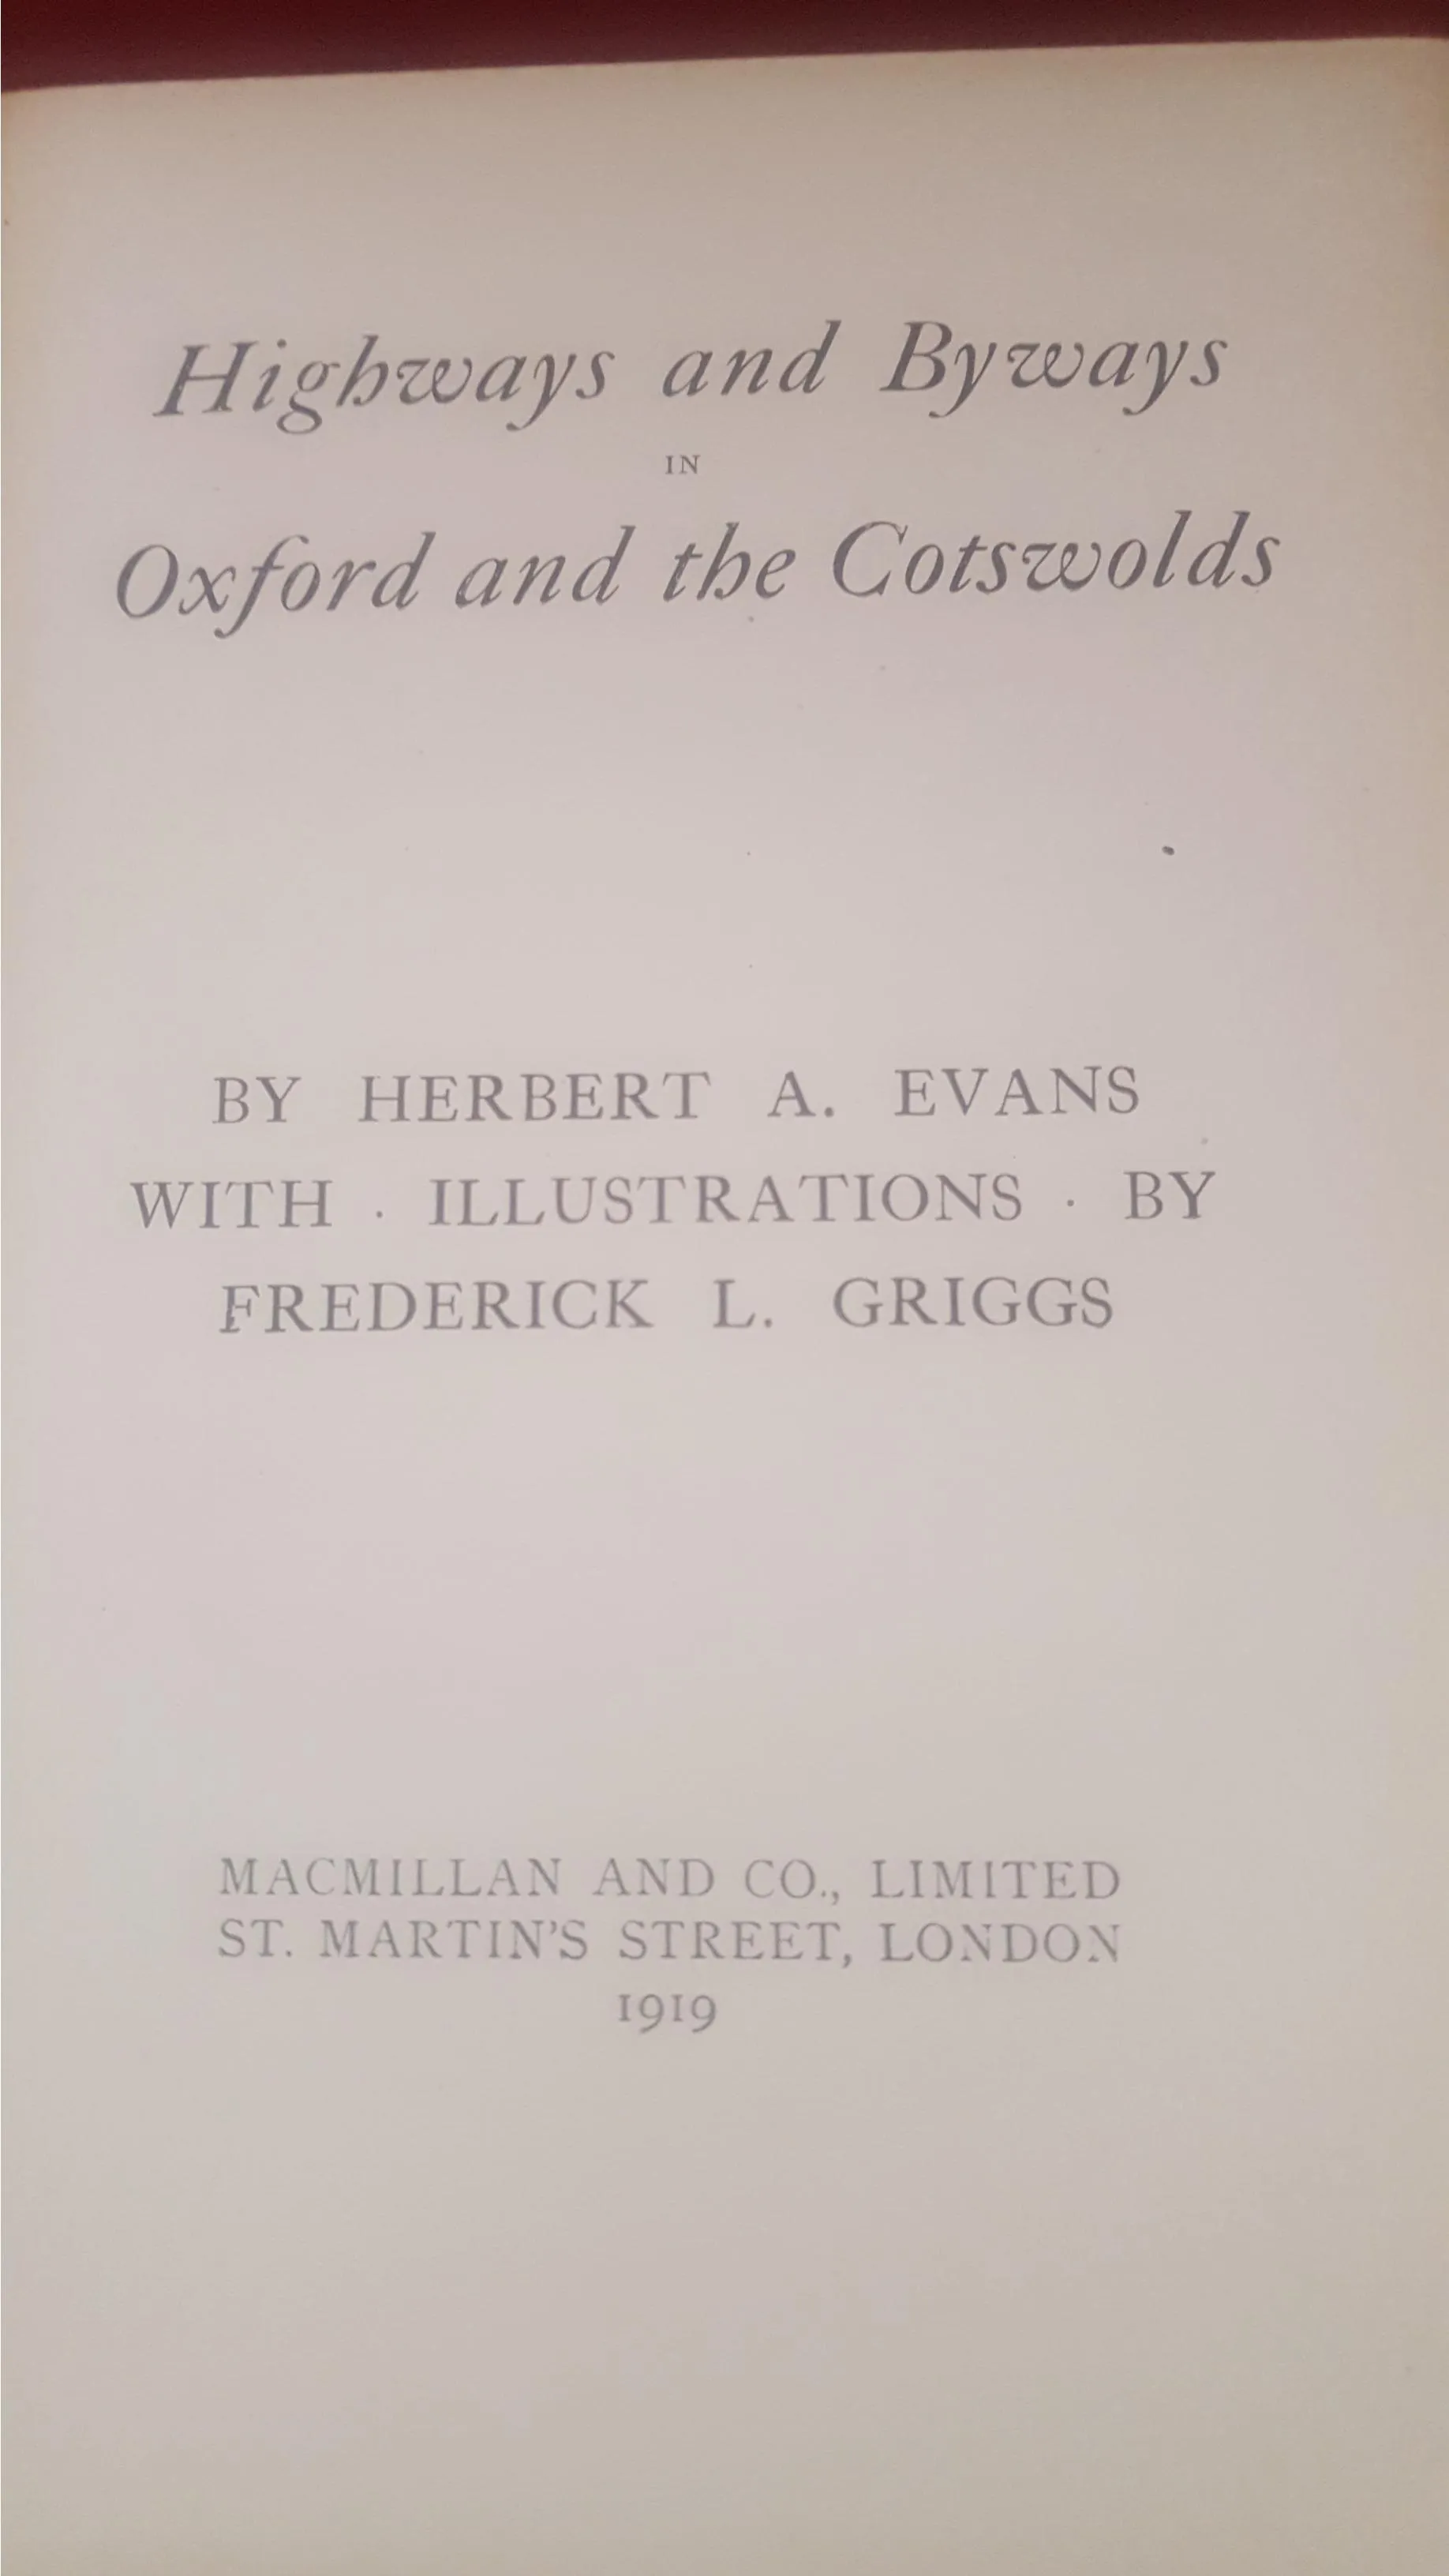 Highways and Byways
IN
Oxford and the Cotswolds
BY HERBERT A. EVANS
WITH · ILLUSTRATIONS · BY
FREDERICK L. GRIGGS
MACMILLAN AND CO., LIMITED
ST. MARTIN'S STREET, LONDON
1919